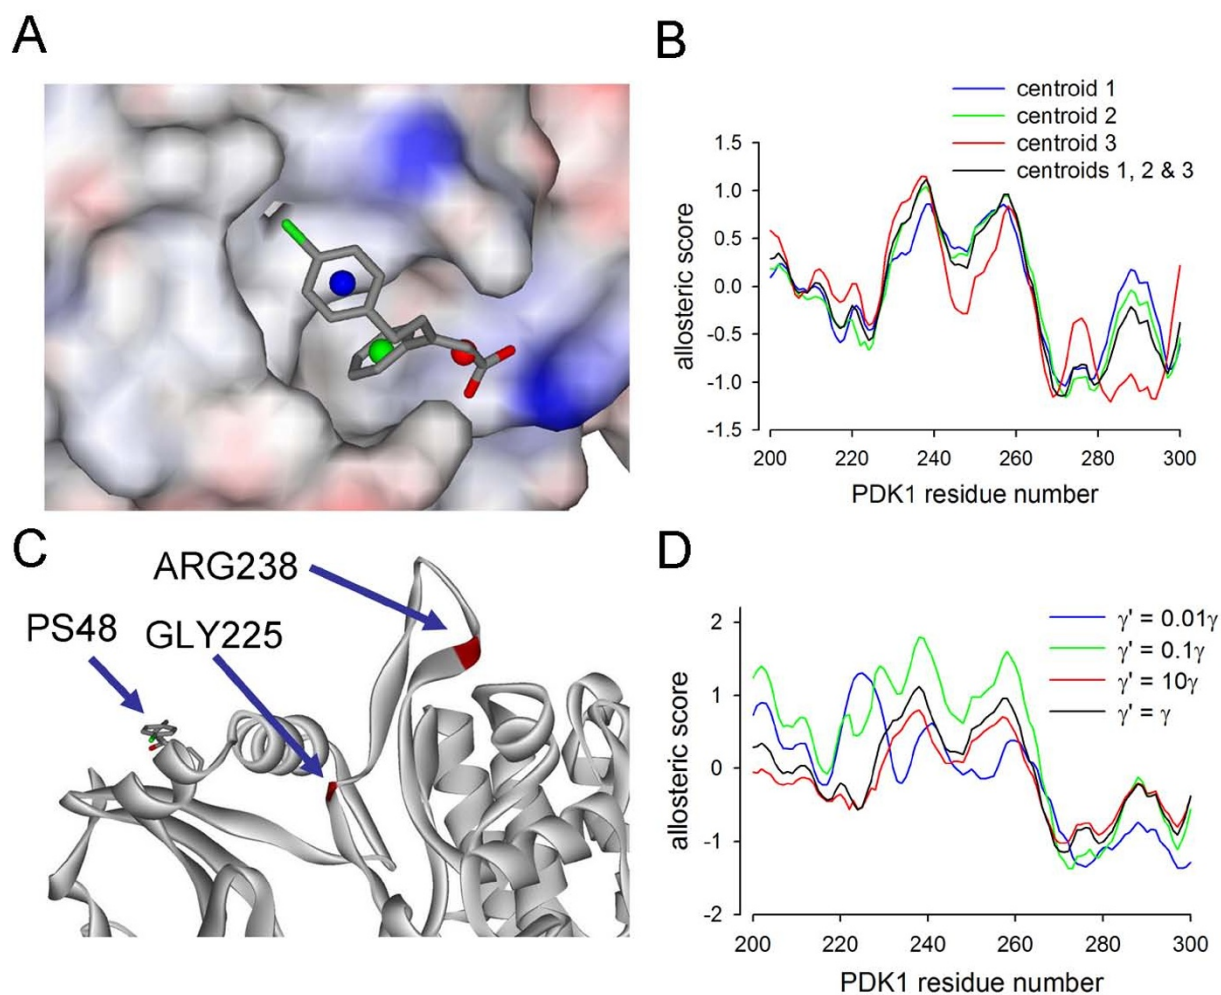 A
B
centroid 1
centroid 2
centroid 3
centroids 1, 2 & 3
1.5
1.0
0.5
0.0
-0.5
-1.0
-1.5
allosteric score
200 220 240 260 280 300
PDK1 residue number
C
ARG238
PS48
GLY225
D
γ' = 0.01γ
γ' = 0.1γ
γ' = 10γ
γ' = γ
2
1
0
-1
-2
allosteric score
200 220 240 260 280 300
PDK1 residue number